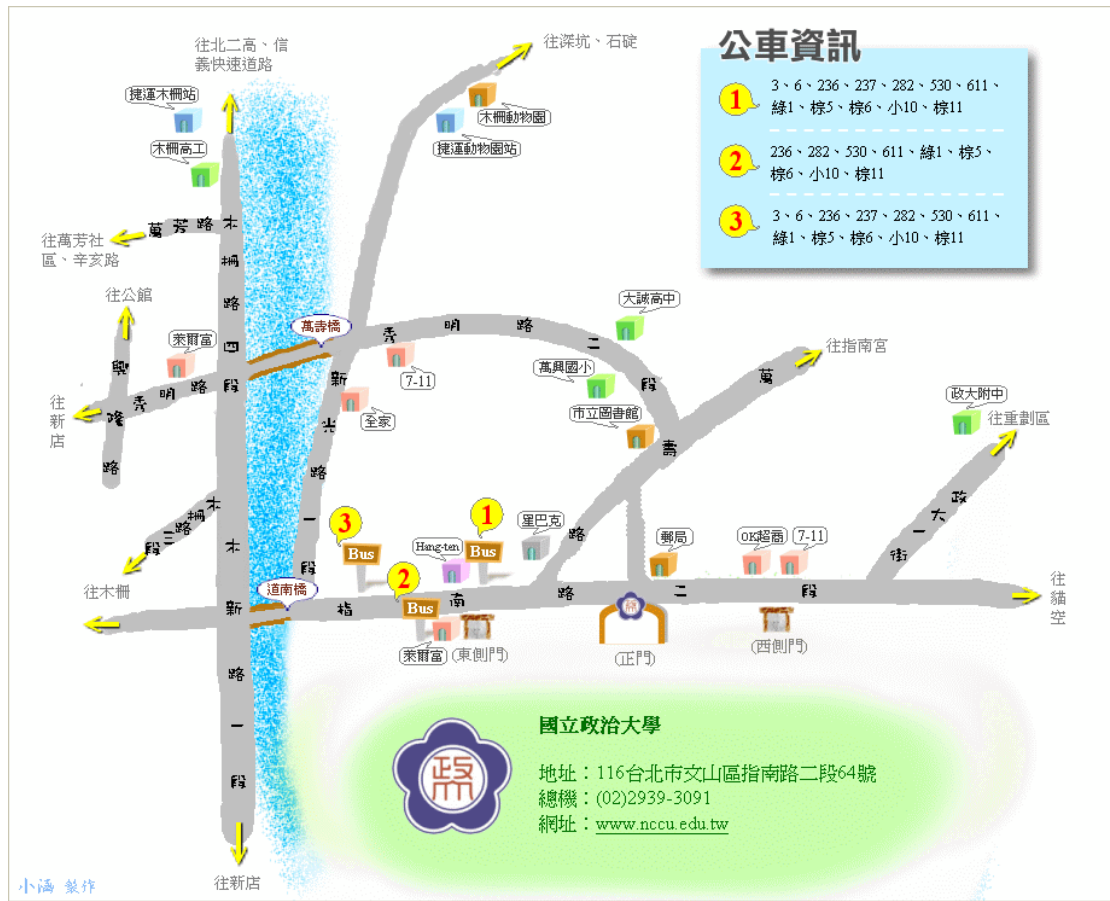 往北二高、信
義快速道路
往深坑、石碇
公車資訊
1
3、6、236、237、282、530、611、
綠1、棕5、棕6、小10、棕11
2
236、282、530、611、綠1、棕5、
棕6、小10、棕11
3
3、6、236、237、282、530、611、
綠1、棕5、棕6、小10、棕11
捷運木柵站
木柵高工
木柵動物園
捷運動物園站
萬芳路
木柵路四段
往萬芳社
區、辛亥路
往公館
萊爾富
萬壽橋
秀明路二段
大誠高中
7-11
萬興國小
市立圖書館
全家
往指南宮
萬壽路
政大附中
往重劃區
政大一街
往
新
店
秀明路
興隆路
新光路一段
木柵路三段
往木柵
3
Bus
1
Bus
Hang-ten
星巴克
郵局
OK超商
7-11
道南橋
2
Bus
指南路二段
往
貓
空
萊爾富
(東側門)
(正門)
(西側門)
木新路一段
往新店
政大
國立政治大學
地址：116台北市文山區指南路二段64號
總機：(02)2939-3091
網址：www.nccu.edu.tw
小涵 製作